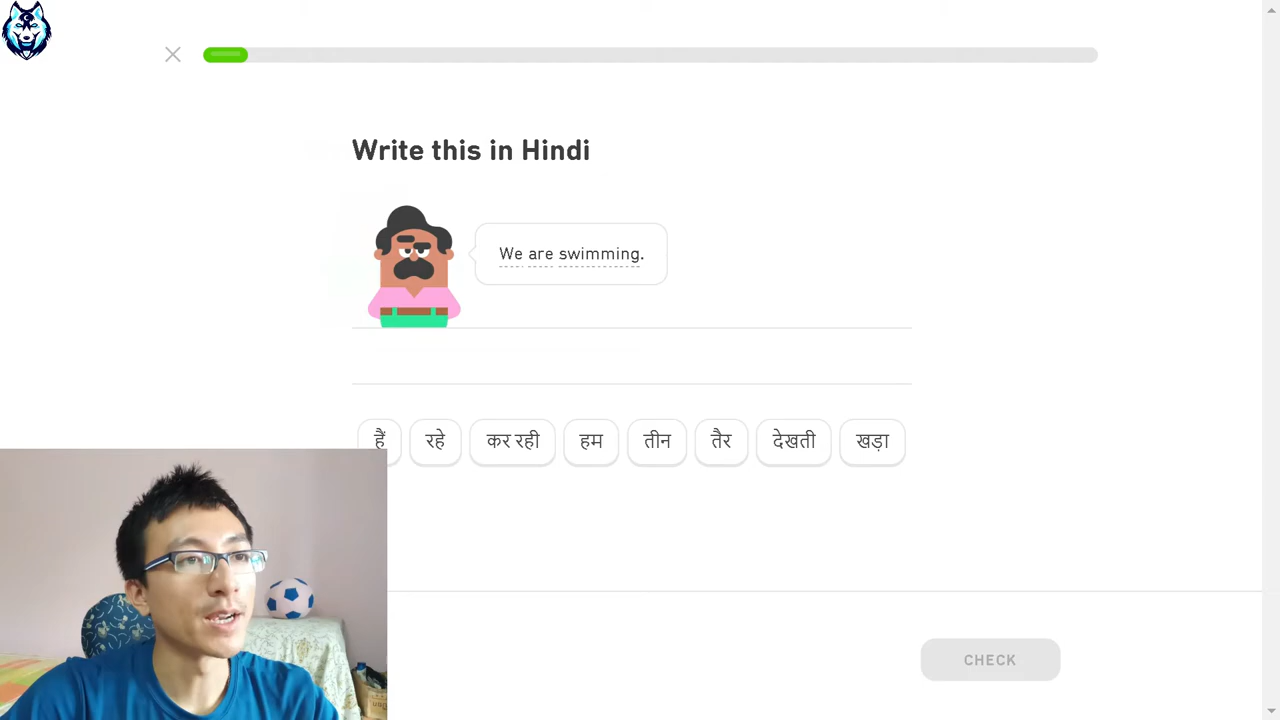 Write this in Hindi
We are swimming.
हैं रहे कर रही हम तीन तैर देखती खड़ा
CHECK